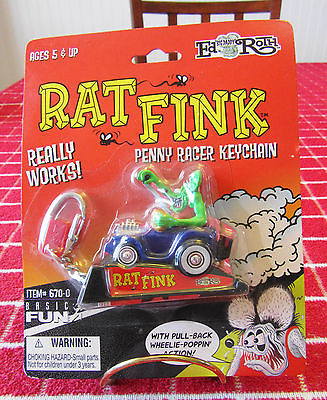 AGES 5 & UP
Ed "BIG DADDY" Roth
RAT FINK
REALLY
WORKS!
PENNY RACER KEYCHAIN
RAT FINK
ITEM# 670-0
BASIC
FUN
WARNING:
CHOKING HAZARD-Small parts.
Not for children under 3 years.
WITH PULL-BACK
WHEELIE-POPPIN'
ACTION!
R.F.